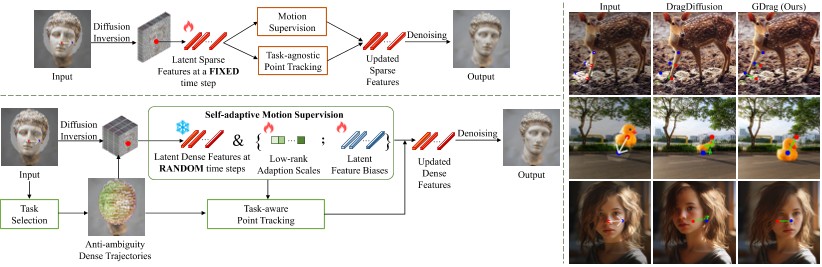 Diffusion
Inversion
Input
Latent Sparse
Features at a FIXED
time step
Motion
Supervision
Task-agnostic
Point Tracking
Updated
Sparse
Features
Denoising
Output
Diffusion
Inversion
Input
Task
Selection
Anti-ambiguity
Dense Trajectories
Self-adaptive Motion Supervision
Latent Dense Features at
RANDOM time steps
&
{
Low-rank
Adaption Scales
;
Latent
Feature Biases
}
Task-aware
Point Tracking
Updated
Dense
Features
Denoising
Output
Input
DragDiffusion
GDrag (Ours)